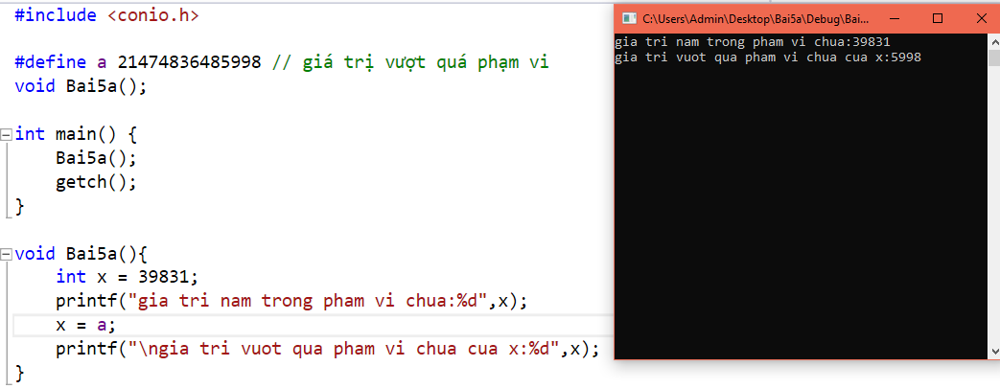 #include <conio.h>
#define a 21474836485998 // giá trị vượt quá phạm vi
void Bai5a();
int main() {
Bai5a();
getch();
}
void Bai5a(){
int x = 39831;
printf("gia tri nam trong pham vi chua:%d",x);
x = a;
printf("\ngia tri vuot qua pham vi chua cua x:%d",x);
}
C:\Users\Admin\Desktop\Bai5a\Debug\Bai...
gia tri nam trong pham vi chua:39831
gia tri vuot qua pham vi chua cua x:5998